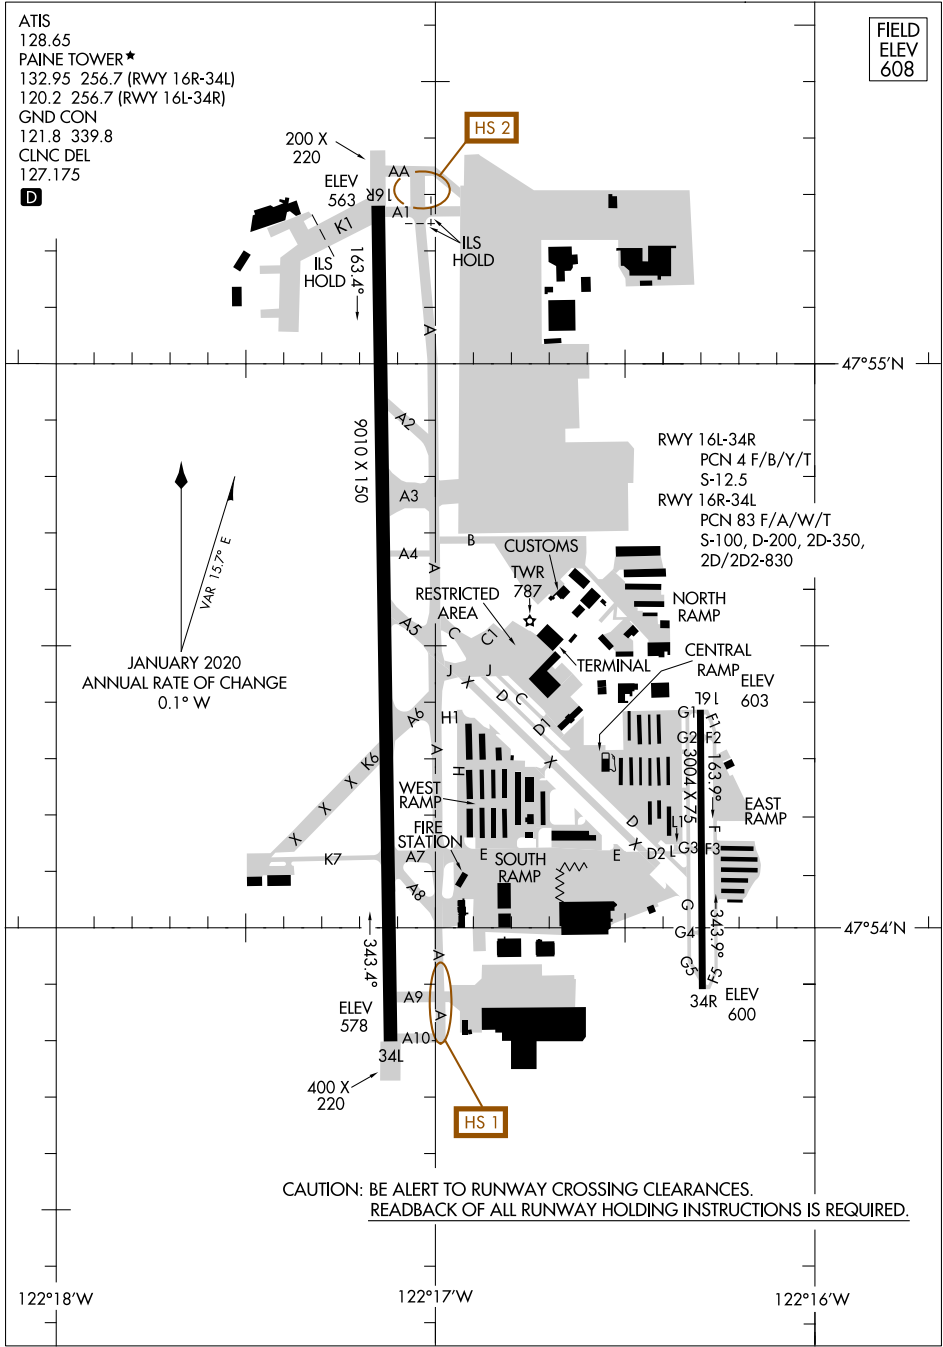 ATIS
128.65
PAINE TOWER★
132.95 256.7 (RWY 16R-34L)
120.2 256.7 (RWY 16L-34R)
GND CON
121.8 339.8
CLNC DEL
127.175
D
FIELD
ELEV
608
HS 2
200 X
220
AA
ELEV
563
16R
A1
K1
ILS
HOLD
ILS
HOLD
163.4°
A
47°55'N
A2
9010 X 150
RWY 16L-34R
PCN 4 F/B/Y/T
S-12.5
RWY 16R-34L
PCN 83 F/A/W/T
S-100, D-200, 2D-350,
2D/2D2-830
A3
VAR 15.7° E
JANUARY 2020
ANNUAL RATE OF CHANGE
0.1° W
B
A4
A
CUSTOMS
TWR
787
RESTRICTED
AREA
NORTH
RAMP
A5
C
C1
TERMINAL
CENTRAL
RAMP
J
J
X
D
C
D1
ELEV
603
16L
A6
H1
G1
F1
G2
F2
A
H
X
K6
X
X
X
WEST
RAMP
3004 X 75
163.9°
EAST
RAMP
FIRE
STATION
D
X
L1
F
K7
A7
E
SOUTH
RAMP
E
D2
L
G3
F3
A8
G
G4
343.9°
47°54'N
343.4°
A
G5
F5
A9
A
34R
ELEV
600
ELEV
578
A10
34L
400 X
220
HS 1
CAUTION: BE ALERT TO RUNWAY CROSSING CLEARANCES.
READBACK OF ALL RUNWAY HOLDING INSTRUCTIONS IS REQUIRED.
122°18'W
122°17'W
122°16'W